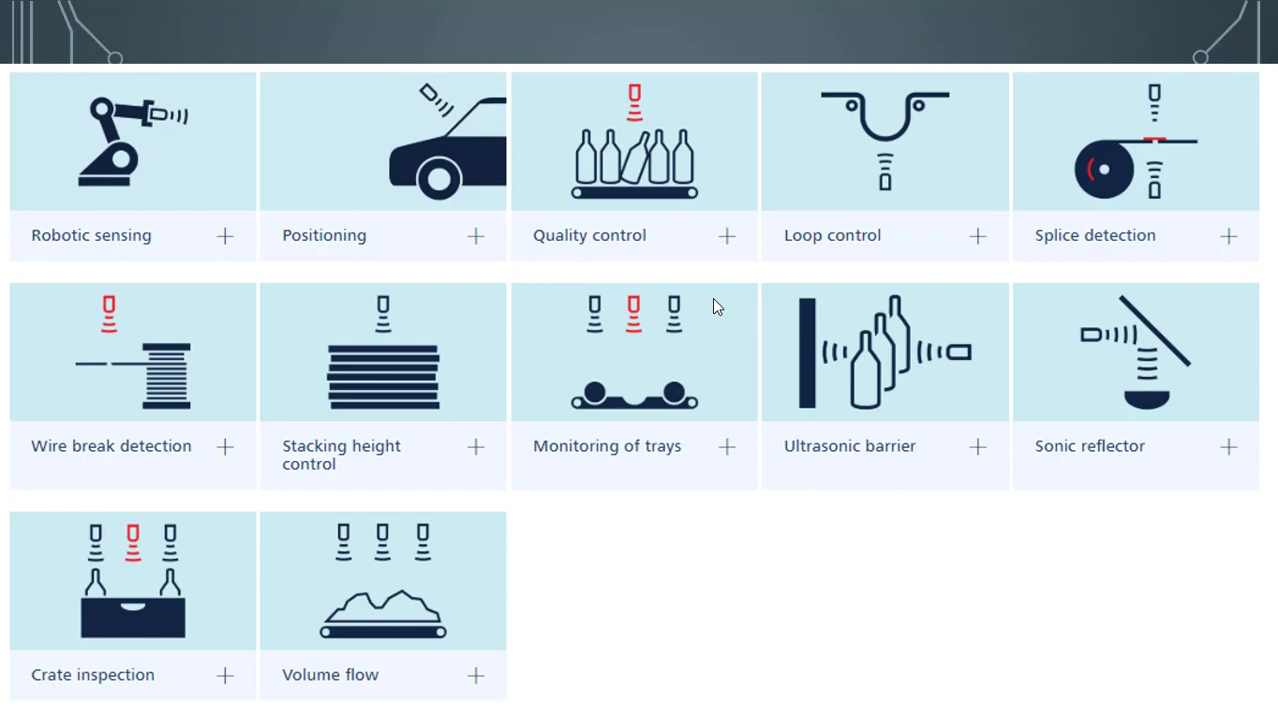 Robotic sensing
Positioning
Quality control
Loop control
Splice detection
Wire break detection
Stacking height
control
Monitoring of trays
Ultrasonic barrier
Sonic reflector
Crate inspection
Volume flow